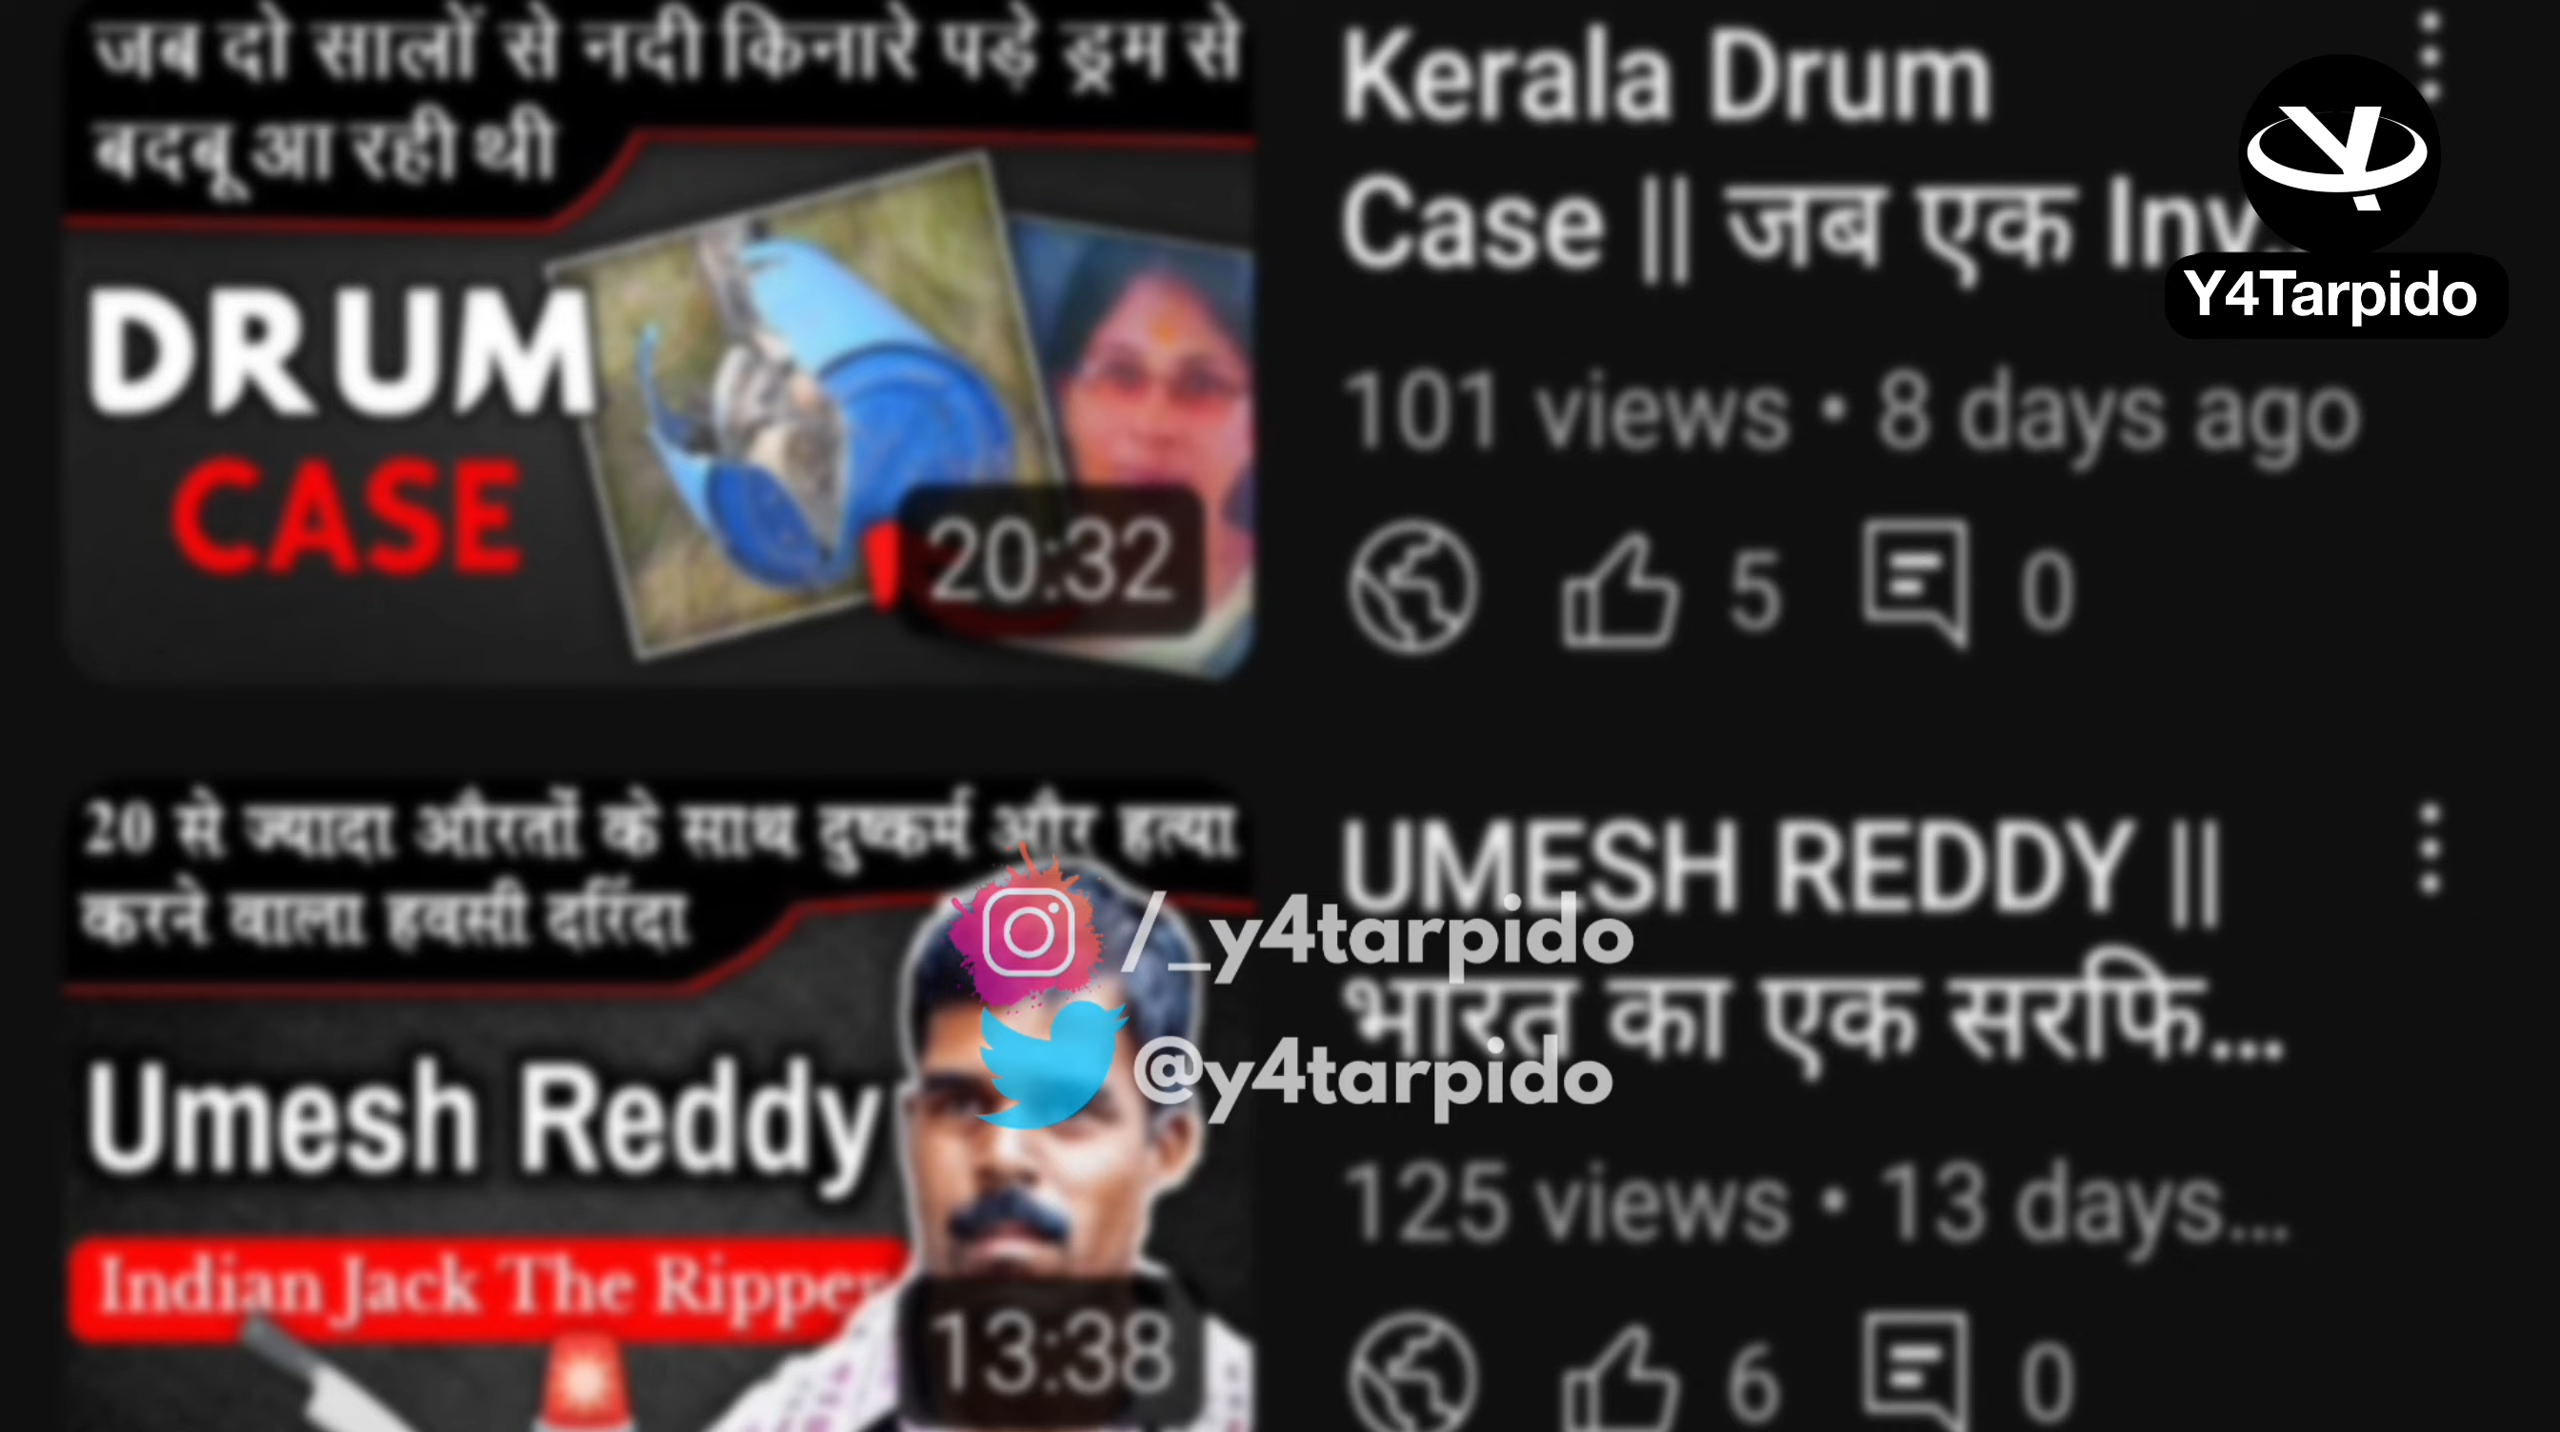 जब दो सालों से नदी किनारे पड़े ड्रम से
बदबू आ रही थी
DRUM
CASE
20:32
Kerala Drum
Case || जब एक Inv...
101 views • 8 days ago
5 0
Y4Tarpido
20 से ज्यादा औरतों के साथ दुष्कर्म और हत्या
करने वाला हवसी दरिंदा
Umesh Reddy
Indian Jack The Ripper
13:38
UMESH REDDY ||
भारत का एक सरफि...
125 views • 13 days...
6 0
/_y4tarpido
@y4tarpido